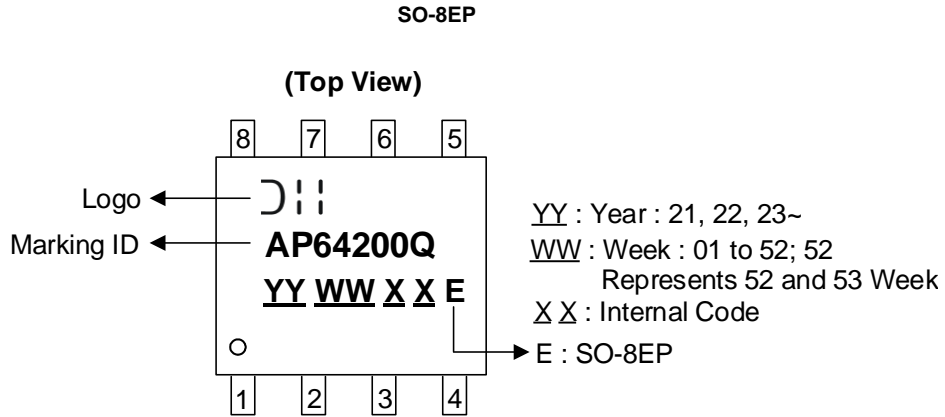 SO-8EP
(Top View)
8 7 6 5
Logo
Marking ID
AP64200Q
YY WW X X E
YY : Year : 21, 22, 23~
WW : Week : 01 to 52; 52
Represents 52 and 53 Week
X X : Internal Code
E : SO-8EP
1 2 3 4